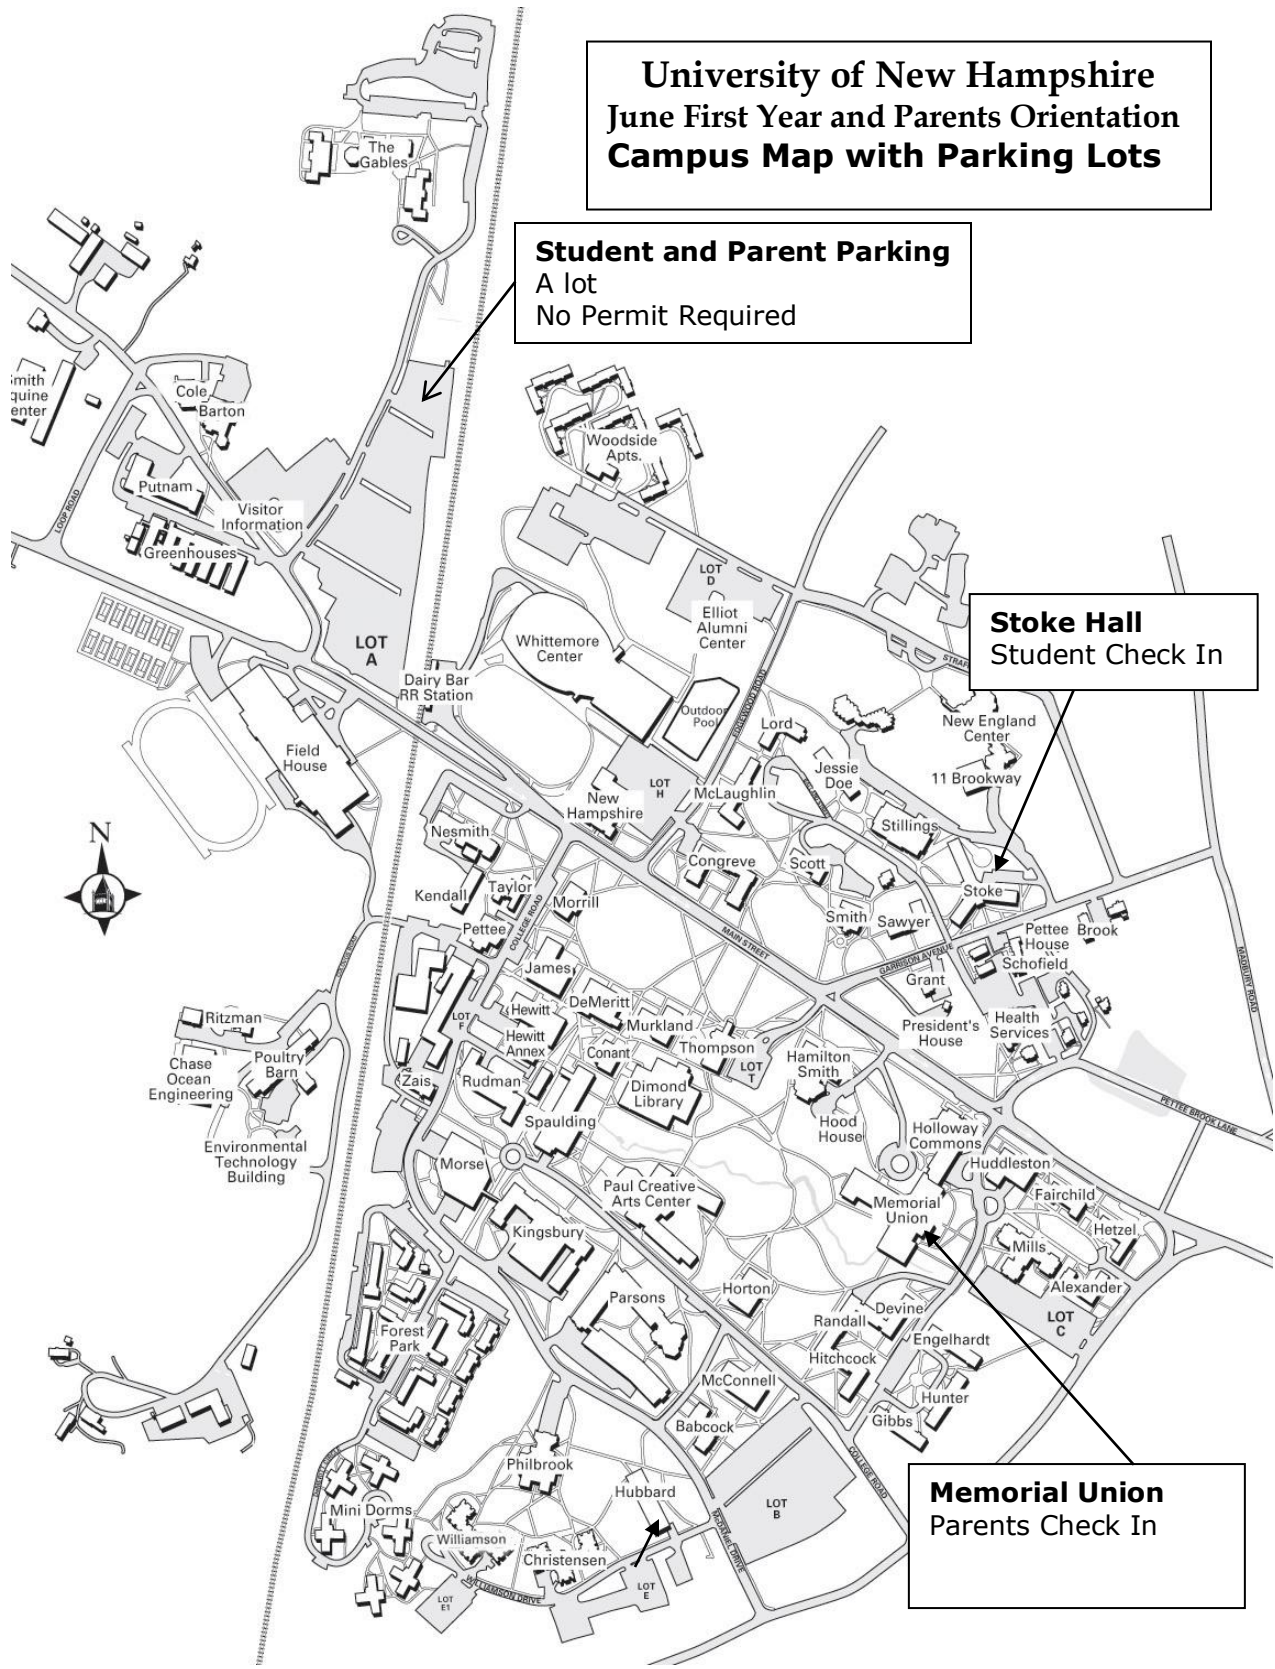 University of New Hampshire
June First Year and Parents Orientation
Campus Map with Parking Lots
The
Gables
Student and Parent Parking
A lot
No Permit Required
Smith
Equine
Center
Cole
Barton
Woodside
Apts.
Putnam
Visitor
Information
LOOP ROAD
Greenhouses
LOT
D
Elliot
Alumni
Center
Stoke Hall
Student Check In
LOT
A
Whittemore
Center
Dairy Bar
RR Station
Outdoor
Pool
EDGEWOOD ROAD
Lord
New England
Center
Field
House
Jessie
Doe
11 Brookway
LOT
H
McLaughlin
New
Hampshire
N
Nesmith
Stillings
Congreve
Scott
Kendall
Taylor
Morrill
Stoke
Smith
Sawyer
Pettee
COLLEGE ROAD
MAIN STREET
Pettee
House
Brook
GARRISON AVENUE
Schofield
MADBURY ROAD
James
Grant
DeMeritt
Hewitt
LOT
F
Murkland
President's
House
Health
Services
Ritzman
Hewitt
Annex
Conant
Thompson
LOT
T
Hamilton
Smith
Chase
Ocean
Engineering
Poultry
Barn
Zais
Rudman
Dimond
Library
PETTEE BROOK LANE
Spaulding
Hood
House
Holloway
Commons
Environmental
Technology
Building
Morse
Huddleston
Paul Creative
Arts Center
Fairchild
Memorial
Union
Hetzel
Kingsbury
Mills
Horton
Alexander
Parsons
Devine
Randall
LOT
C
Forest
Park
Engelhardt
Hitchcock
McConnell
Hunter
Babcock
Gibbs
Philbrook
COLLEGE ROAD
Hubbard
Memorial Union
Parents Check In
Mini Dorms
LOT
B
McDANIEL DRIVE
Williamson
Christensen
WILLIAMSON DRIVE
LOT
E
LOT
E1